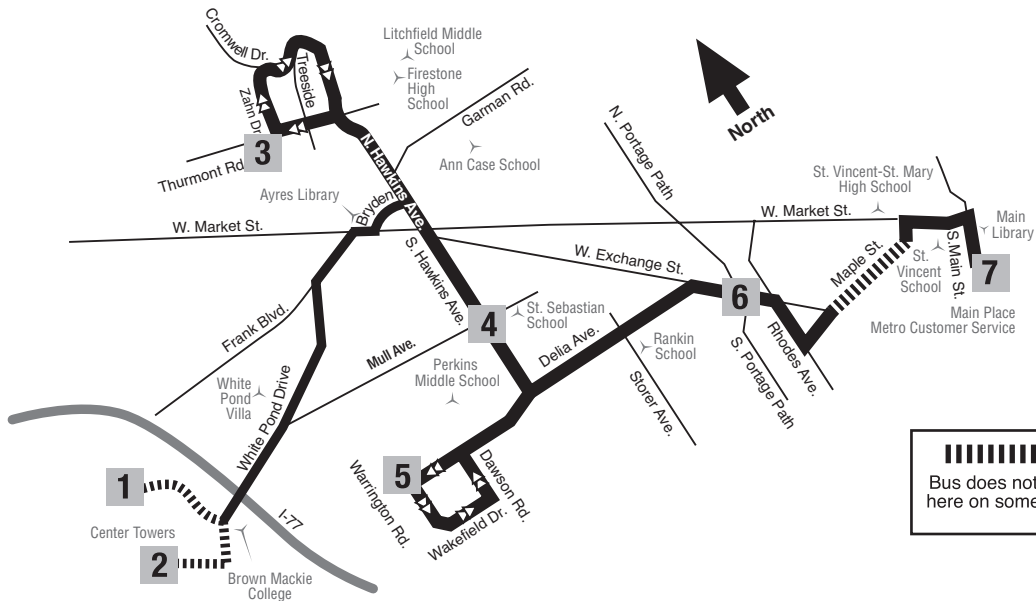 Cromwell Dr.
Treeside
Zahn Dr.
3
Thurmont Rd.
Litchfield Middle
School
Firestone
High
School
Garman Rd.
Ann Case School
N. Hawkins Ave.
Ayres Library
Bryden
W. Market St.
S. Hawkins Ave.
N. Portage Path
North
St. Vincent-St. Mary
High School
W. Market St.
Main
Library
W. Exchange St.
Maple St.
St.
Vincent
School
S.Main St.
7
Main Place
Metro Customer Service
6
4
St. Sebastian
School
Frank Blvd.
Mull Ave.
Delia Ave.
Rankin
School
Rhodes Ave.
S. Portage Path
Storer Ave.
Perkins
Middle School
White
Pond
Villa
White Pond Drive
5
Warrington Rd.
Dawson Rd.
Wakefield Dr.
1
I-77
Center Towers
2
Brown Mackie
College
Bus does not
here on some